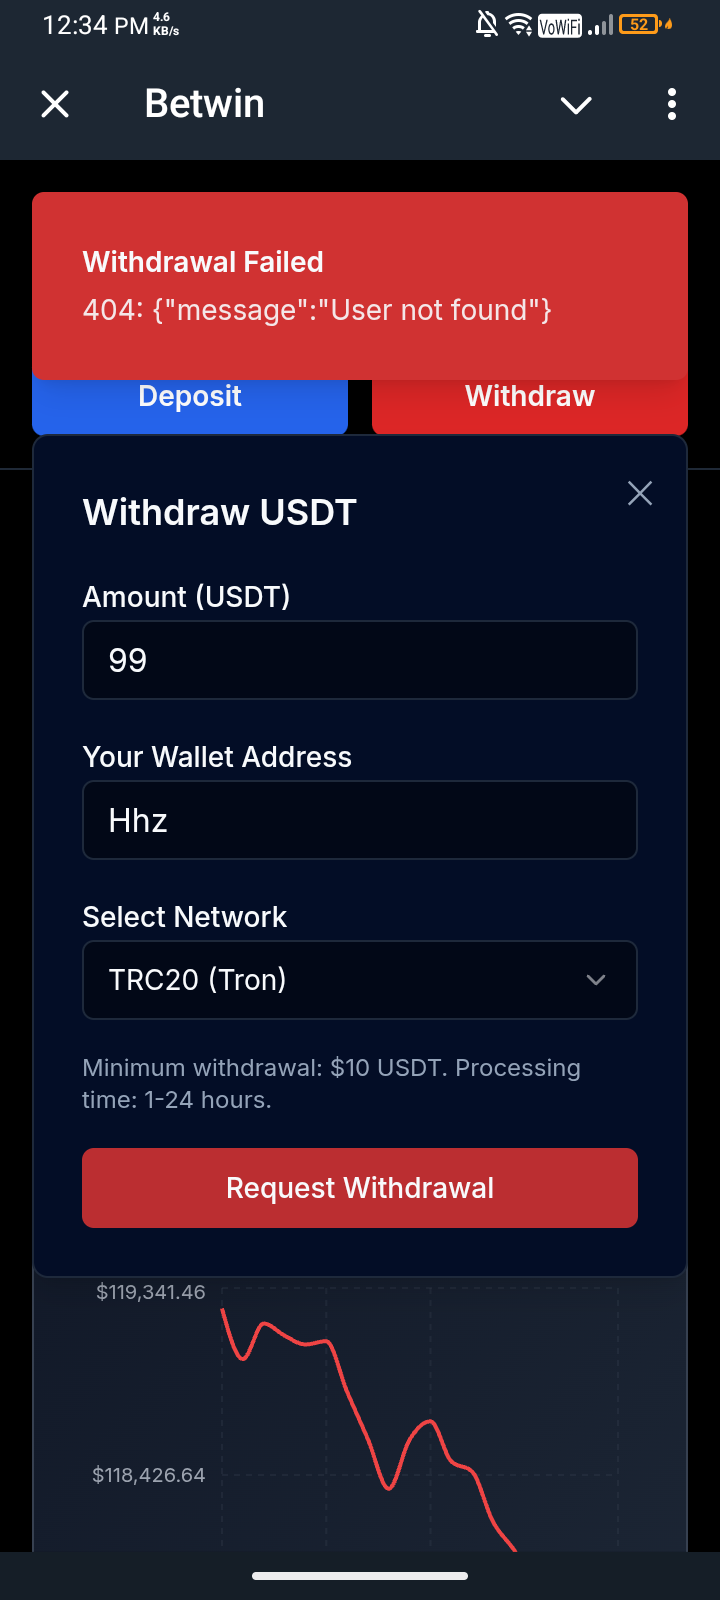 12:34 PM 4.6 KB/s VoWiFi 52
Betwin
Withdrawal Failed
404: {"message":"User not found"}
Deposit Withdraw
Withdraw USDT
Amount (USDT)
99
Your Wallet Address
Hhz
Select Network
TRC20 (Tron)
Minimum withdrawal: $10 USDT. Processing
time: 1-24 hours.
Request Withdrawal
$119,341.46
$118,426.64